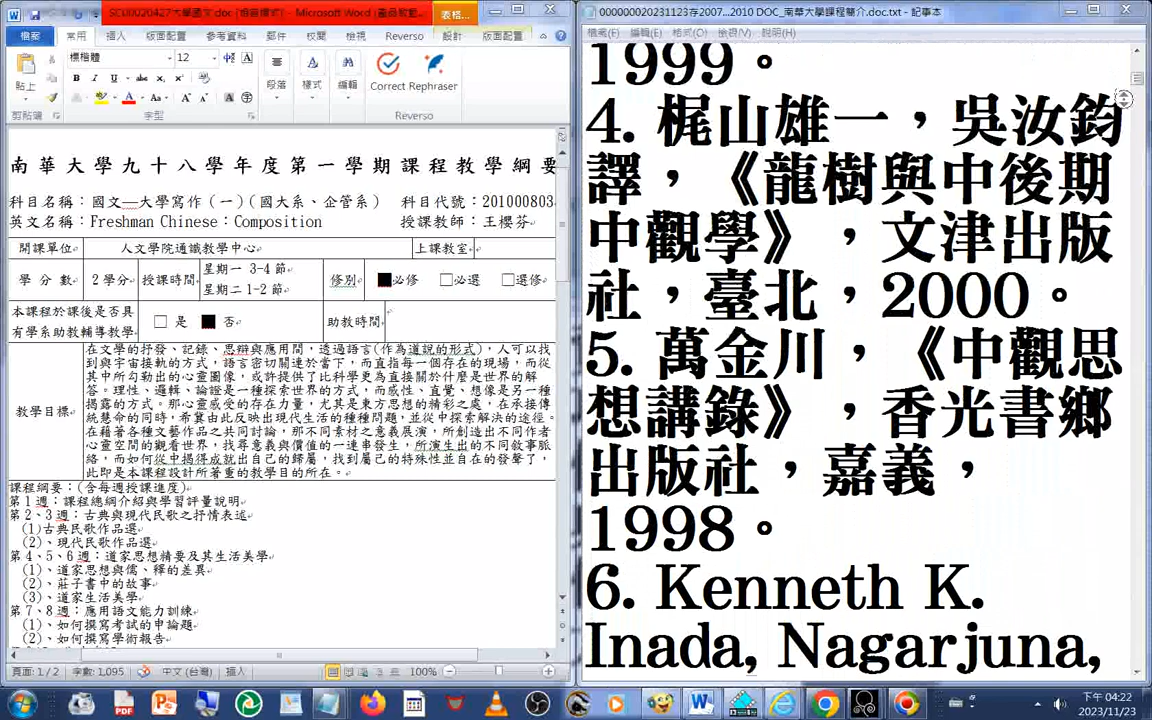 SC000020427大學國文.doc [相容模式] - Microsoft Word (產品啟動...
表格...
檔案 常用 插入 版面配置 參考資料 郵件 校閱 檢視 Reverso 設計 版面配置
標楷體 12
貼上
段落 樣式 編輯
Correct Rephraser
剪貼簿 字型 Reverso
南華大學九十八學年度第一學期課程教學綱要
科目名稱：國文—大學寫作(一)(國大系、企管系) 科目代號：201000803
英文名稱：Freshman Chinese：Composition 授課教師：王櫻芬
開課單位 人文學院通識教學中心 上課教室
學分數 2學分 授課時間 星期一 3-4節 星期二 1-2節 修別 ■必修 □必選 □選修
本課程於課後是否具有學系助教輔導教學 □ 是 ■ 否 助教時間
教學目標
在文學的抒發、記錄、思辯與應用間，透過語言(作為道說的形式)，人可以找
到與宇宙接軌的方式，語言密切關連於當下，而直指每一個存在的現場，而從
其中所勾勒出的心靈圖像，或許提供了比科學更為直接關於什麼是世界的解
答。理性、邏輯、論證是一種探索世界的方式，而感性、直覺、想像是另一種
揭露的方式。那心靈感受的存在力量，尤其是東方思想的精彩之處，在承接傳
統慧命的同時，希冀由此反映出現代生活的種種問題，並從中探索解決的途徑。
在藉著各種文藝作品之共同討論，那不同素材之意義展演，所創造出不同作者
心靈空間的觀看世界，找尋意義與價值的一連串發生，所演生出的不同敘事脈
絡，而如何從中揭得成就出自己的歸屬，找到屬己的特殊性並自在的發聲了，
此即是本課程設計所著重的教學目的所在。
課程綱要：(含每週授課進度)
第1週：課程總綱介紹與學習評量說明
第2、3週：古典與現代民歌之抒情表述
(1)古典民歌作品選
(2)、現代民歌作品選
第4、5、6週：道家思想精要及其生活美學
(1)、道家思想與儒、釋的差異
(2)、莊子書中的故事
(3)、道家生活美學
第7、8週：應用語文能力訓練
(1)、如何撰寫考試的申論題
(2)、如何撰寫學術報告
頁面: 1 / 2 字數: 1,095 中文(台灣) 插入 100%
000000020231123存2007...2010 DOC_南華大學課程簡介.doc.txt - 記事本
檔案(F) 編輯(E) 格式(O) 檢視(V) 說明(H)
1999。
4. 梶山雄一，吳汝鈞
譯，《龍樹與中後期
中觀學》，文津出版
社，臺北，2000。
5. 萬金川，《中觀思
想講錄》，香光書鄉
出版社，嘉義，
1998。
6. Kenneth K.
Inada, Nagarjuna,
下午 04:22
2023/11/23